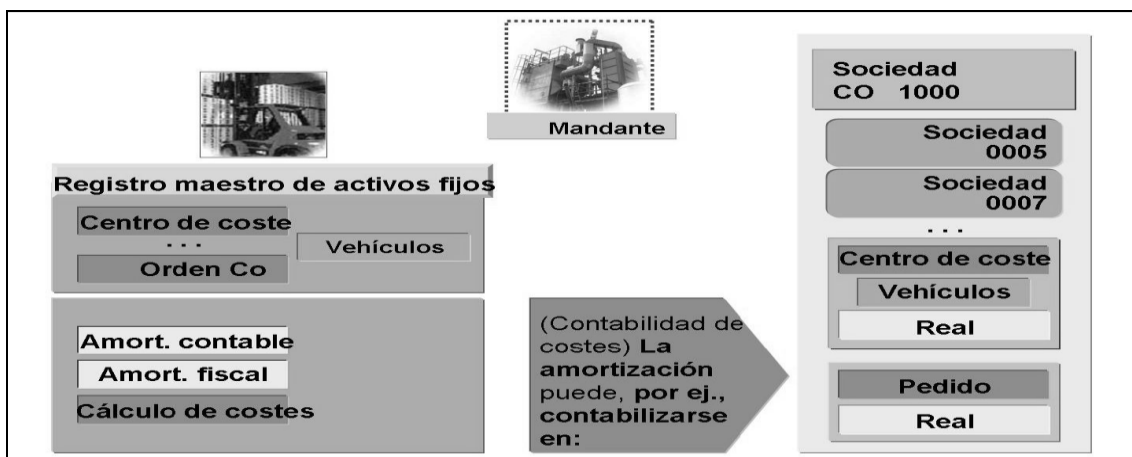 Mandante
Registro maestro de activos fijos
Centro de coste
...
Vehículos
Orden Co
Amort. contable
Amort. fiscal
Cálculo de costes
(Contabilidad de
costes) La
amortización
puede, por ej.,
contabilizarse
en:
Sociedad
CO 1000
Sociedad
0005
Sociedad
0007
...
Centro de coste
Vehículos
Real
Pedido
Real